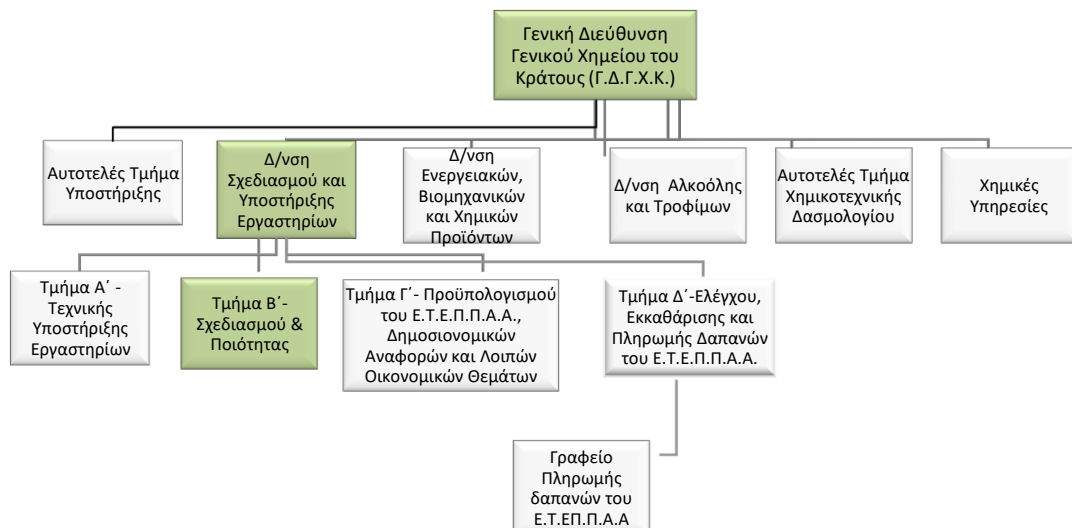 Γενική Διεύθυνση
Γενικού Χημείου του
Κράτους (Γ.Δ.Γ.Χ.Κ.)
Αυτοτελές Τμήμα
Υποστήριξης
Δ/νση
Σχεδιασμού και
Υποστήριξης
Εργαστηρίων
Δ/νση
Ενεργειακών,
Βιομηχανικών
και Χημικών
Προϊόντων
Δ/νση Αλκοόλης
και Τροφίμων
Αυτοτελές Τμήμα
Χημικοτεχνικής
Δασμολογίου
Χημικές
Υπηρεσίες
Τμήμα Α΄ -
Τεχνικής
Υποστήριξης
Εργαστηρίων
Τμήμα Β΄-
Σχεδιασμού &
Ποιότητας
Τμήμα Γ΄- Προϋπολογισμού
του Ε.Τ.Ε.Π.Π.Α.Α.,
Δημοσιονομικών
Αναφορών και Λοιπών
Οικονομικών Θεμάτων
Τμήμα Δ΄-Ελέγχου,
Εκκαθάρισης και
Πληρωμής Δαπανών
του Ε.Τ.Ε.Π.Π.Α.Α.
Γραφείο
Πληρωμής
δαπανών του
Ε.Τ.ΕΠ.Π.Α.Α